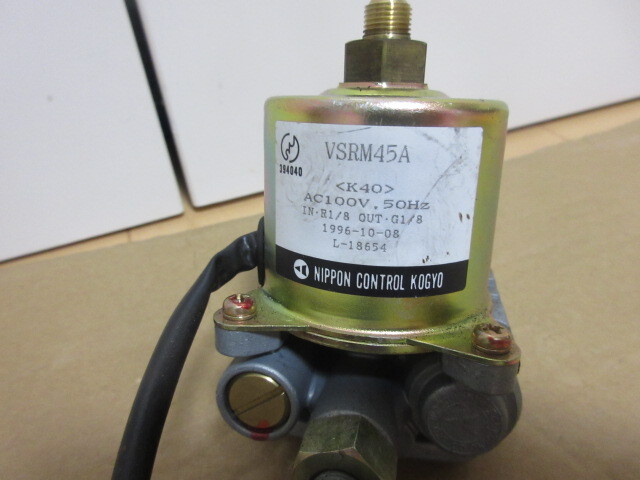 VSRM45A
394040
<K40>
AC100V, 50Hz
IN·R1/8 OUT·G1/8
1996-10-08
L-18654
NIPPON CONTROL KOGYO